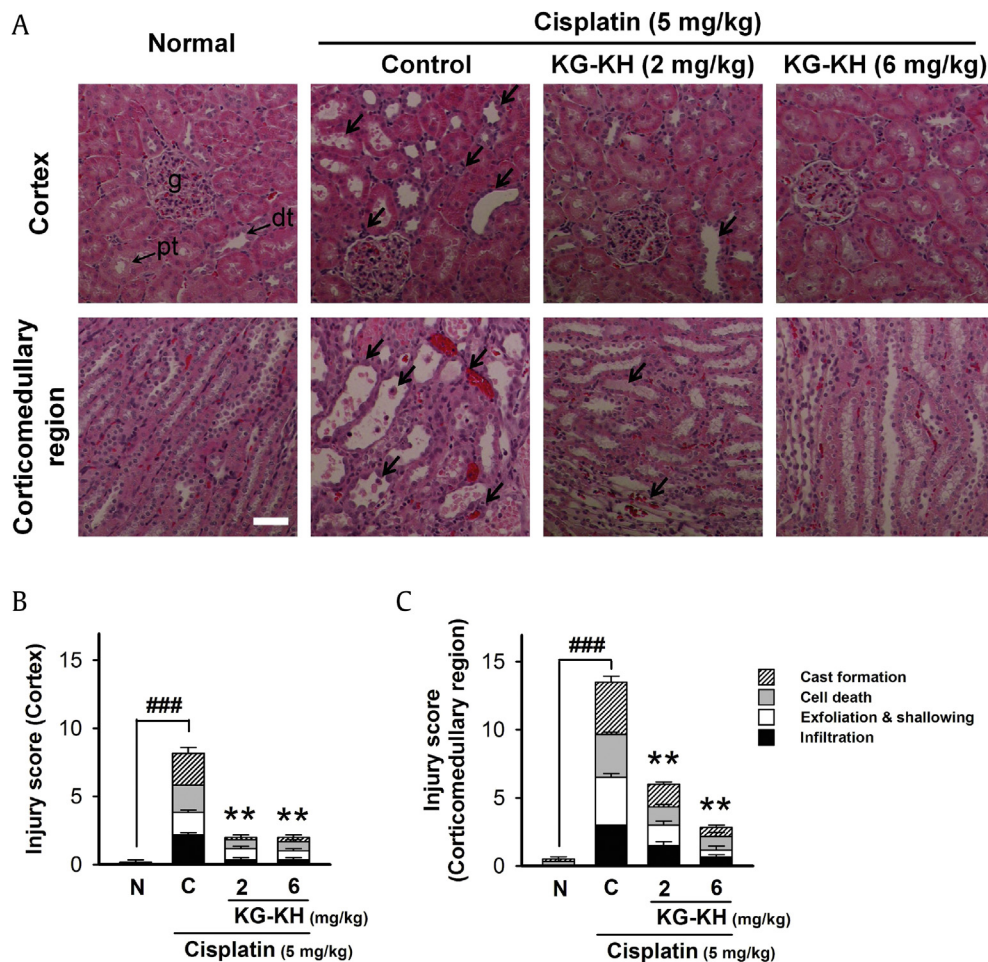 A
Normal
Cisplatin (5 mg/kg)
Control
KG-KH (2 mg/kg)
KG-KH (6 mg/kg)
Cortex
g
dt
pt
Corticomedullary
region
B
Injury score (Cortex)
15
10
5
0
###
**
**
N
C
2
6
KG-KH (mg/kg)
Cisplatin (5 mg/kg)
C
Injury score
(Corticomedullary region)
15
10
5
0
###
**
**
N
C
2
6
KG-KH (mg/kg)
Cisplatin (5 mg/kg)
Cast formation
Cell death
Exfoliation & shallowing
Infiltration